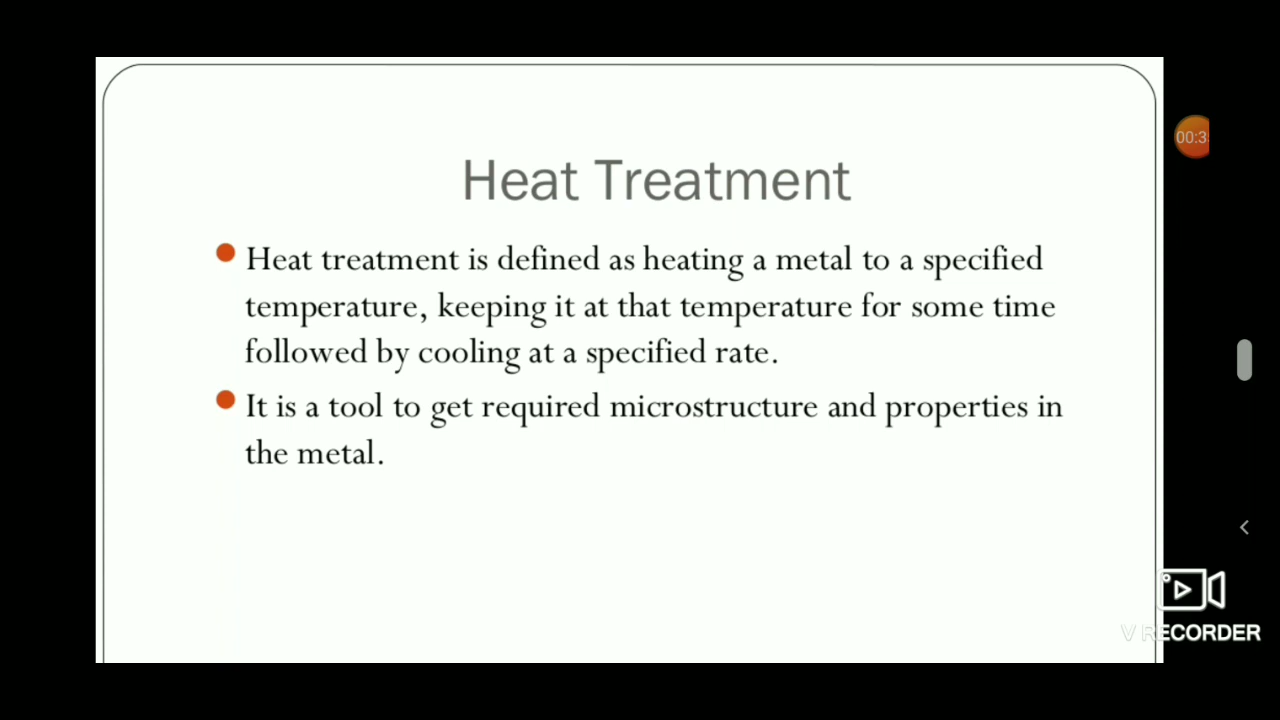 Heat Treatment
Heat treatment is defined as heating a metal to a specified
temperature, keeping it at that temperature for some time
followed by cooling at a specified rate.
It is a tool to get required microstructure and properties in
the metal.
00:3
V RECORDER